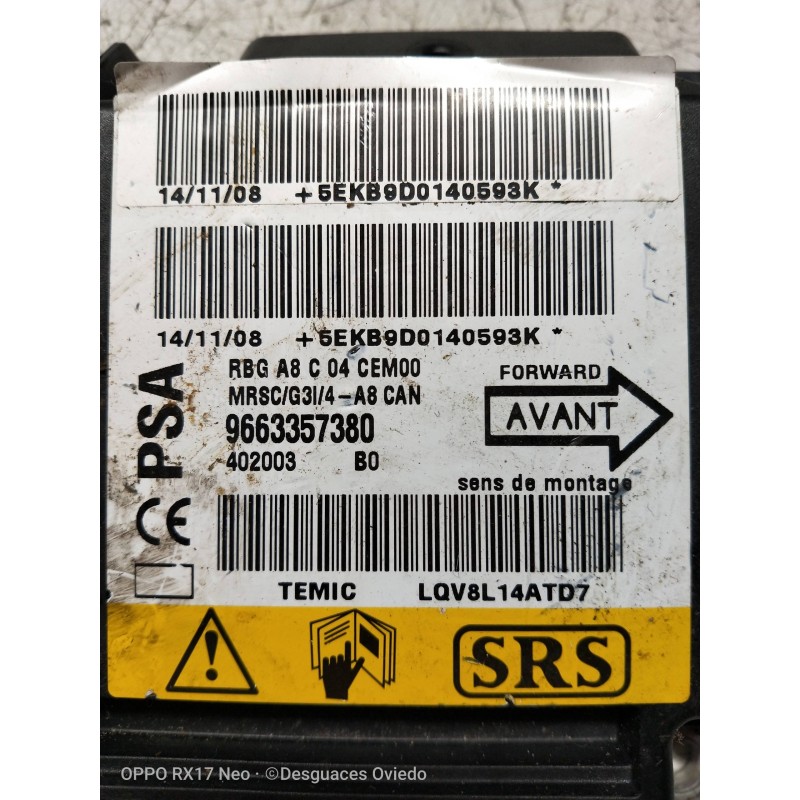 14/11/08 +5EKB9D0140593K *
14/11/08 +5EKB9D0140593K *
PSA
RBG A8 C 04 CEM00
MRSC/G3I/4-A8 CAN
9663357380
402003 B0
FORWARD
AVANT
sens de montage
CE
TEMIC LQV8L14ATD7
SRS
OPPO RX17 Neo · ©Desguaces Oviedo